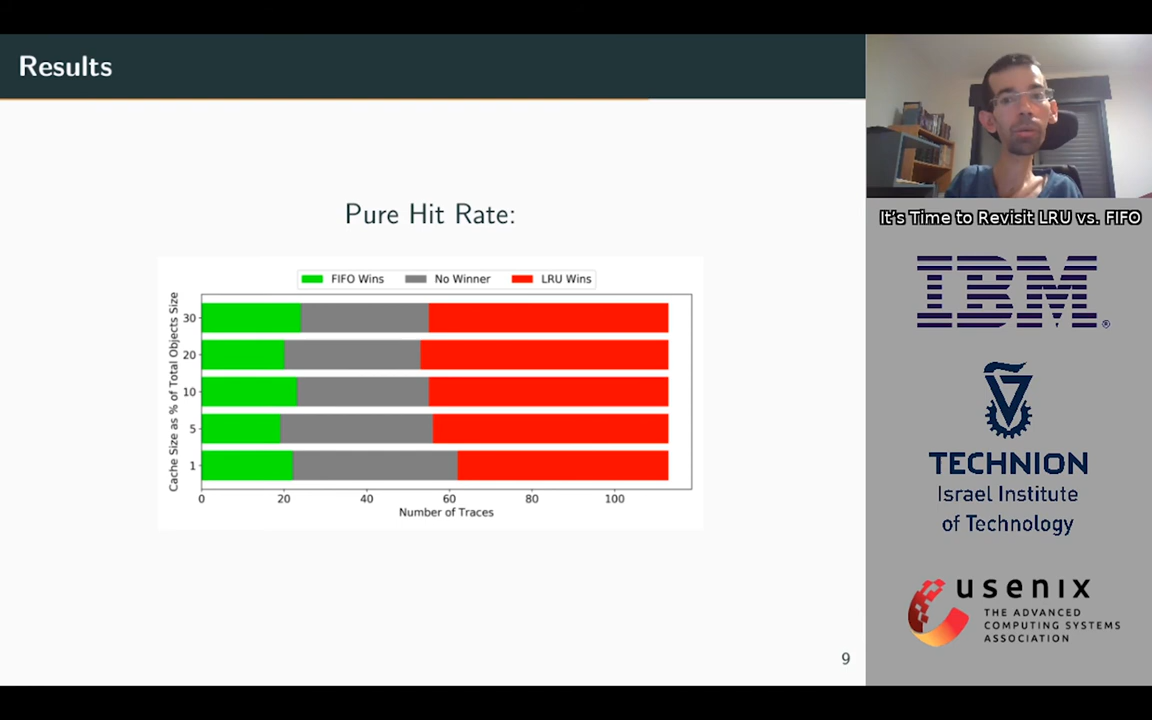 Results
Pure Hit Rate:
FIFO Wins No Winner LRU Wins
Cache Size as % of Total Objects Size
30
20
10
5
1
0 20 40 60 80 100
Number of Traces
9
It's Time to Revisit LRU vs. FIFO
IBM®
TECHNION
Israel Institute
of Technology
usenix
THE ADVANCED
COMPUTING SYSTEMS
ASSOCIATION